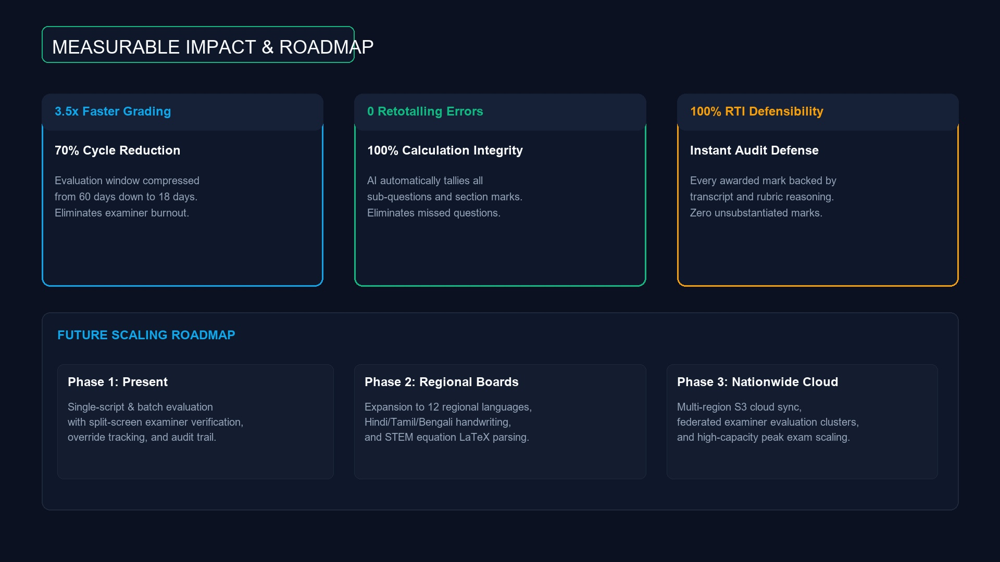 MEASURABLE IMPACT & ROADMAP
3.5x Faster Grading
70% Cycle Reduction
Evaluation window compressed
from 60 days down to 18 days.
Eliminates examiner burnout.
0 Retotalling Errors
100% Calculation Integrity
AI automatically tallies all
sub-questions and section marks.
Eliminates missed questions.
100% RTI Defensibility
Instant Audit Defense
Every awarded mark backed by
transcript and rubric reasoning.
Zero unsubstantiated marks.
FUTURE SCALING ROADMAP
Phase 1: Present
Single-script & batch evaluation
with split-screen examiner verification,
override tracking, and audit trail.
Phase 2: Regional Boards
Expansion to 12 regional languages,
Hindi/Tamil/Bengali handwriting,
and STEM equation LaTeX parsing.
Phase 3: Nationwide Cloud
Multi-region S3 cloud sync,
federated examiner evaluation clusters,
and high-capacity peak exam scaling.